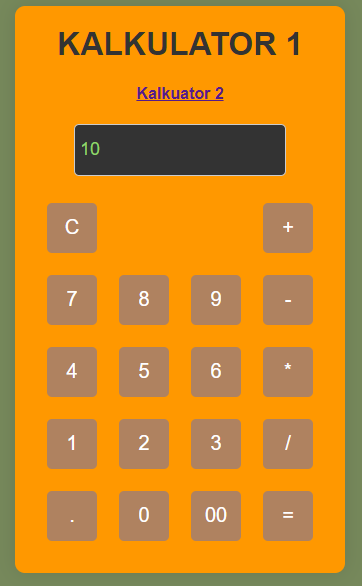 KALKULATOR 1
Kalkuator 2
10
C +
7 8 9 -
4 5 6 *
1 2 3 /
. 0 00 =